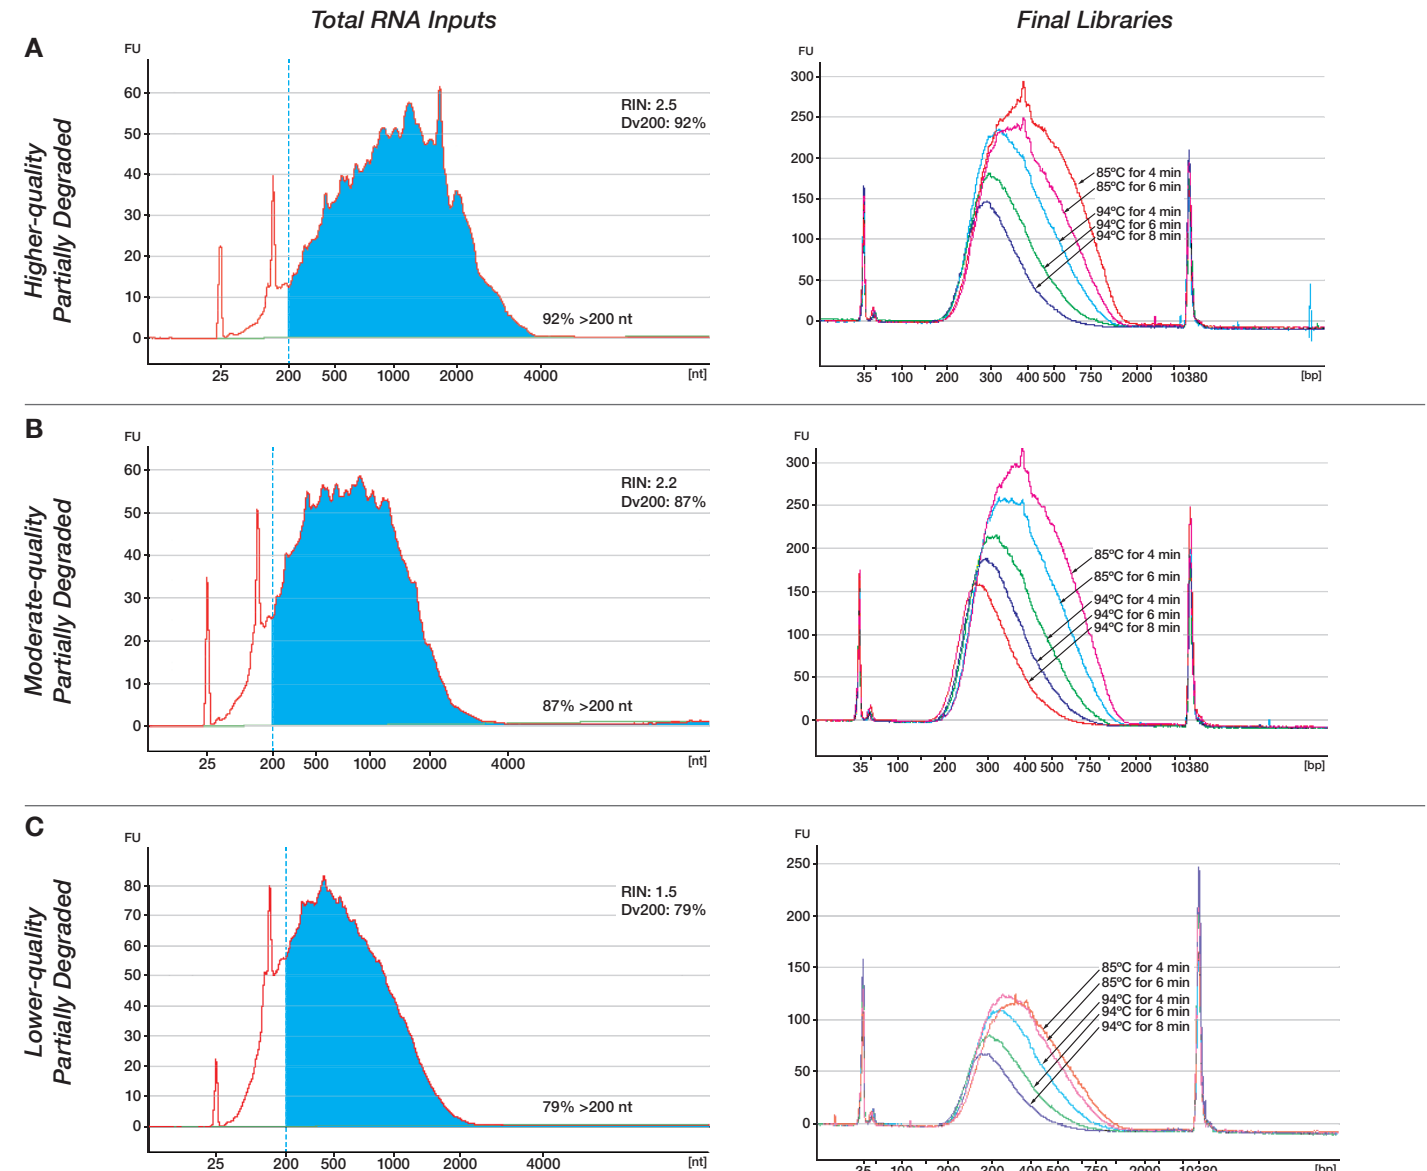 Total RNA Inputs
Final Libraries
A
Higher-quality
Partially Degraded
FU
60
50
40
30
20
10
0
RIN: 2.5
Dv200: 92%
92% >200 nt
25 200 500 1000 2000 4000 [nt]
FU
300
250
200
150
100
50
0
85ºC for 4 min
85ºC for 6 min
94ºC for 4 min
94ºC for 6 min
94ºC for 8 min
35 100 200 300 400 500 750 2000 10380 [bp]
B
Moderate-quality
Partially Degraded
FU
60
50
40
30
20
10
0
RIN: 2.2
Dv200: 87%
87% >200 nt
25 200 500 1000 2000 4000 [nt]
FU
300
250
200
150
100
50
0
85ºC for 4 min
85ºC for 6 min
94ºC for 4 min
94ºC for 6 min
94ºC for 8 min
35 100 200 300 400 500 750 2000 10380 [bp]
C
Lower-quality
Partially Degraded
FU
80
70
60
50
40
30
20
10
0
RIN: 1.5
Dv200: 79%
79% >200 nt
25 200 500 1000 2000 4000 [nt]
FU
250
200
150
100
50
0
85ºC for 4 min
85ºC for 6 min
94ºC for 4 min
94ºC for 6 min
94ºC for 8 min
35 100 200 300 400 500 750 2000 10380 [bp]